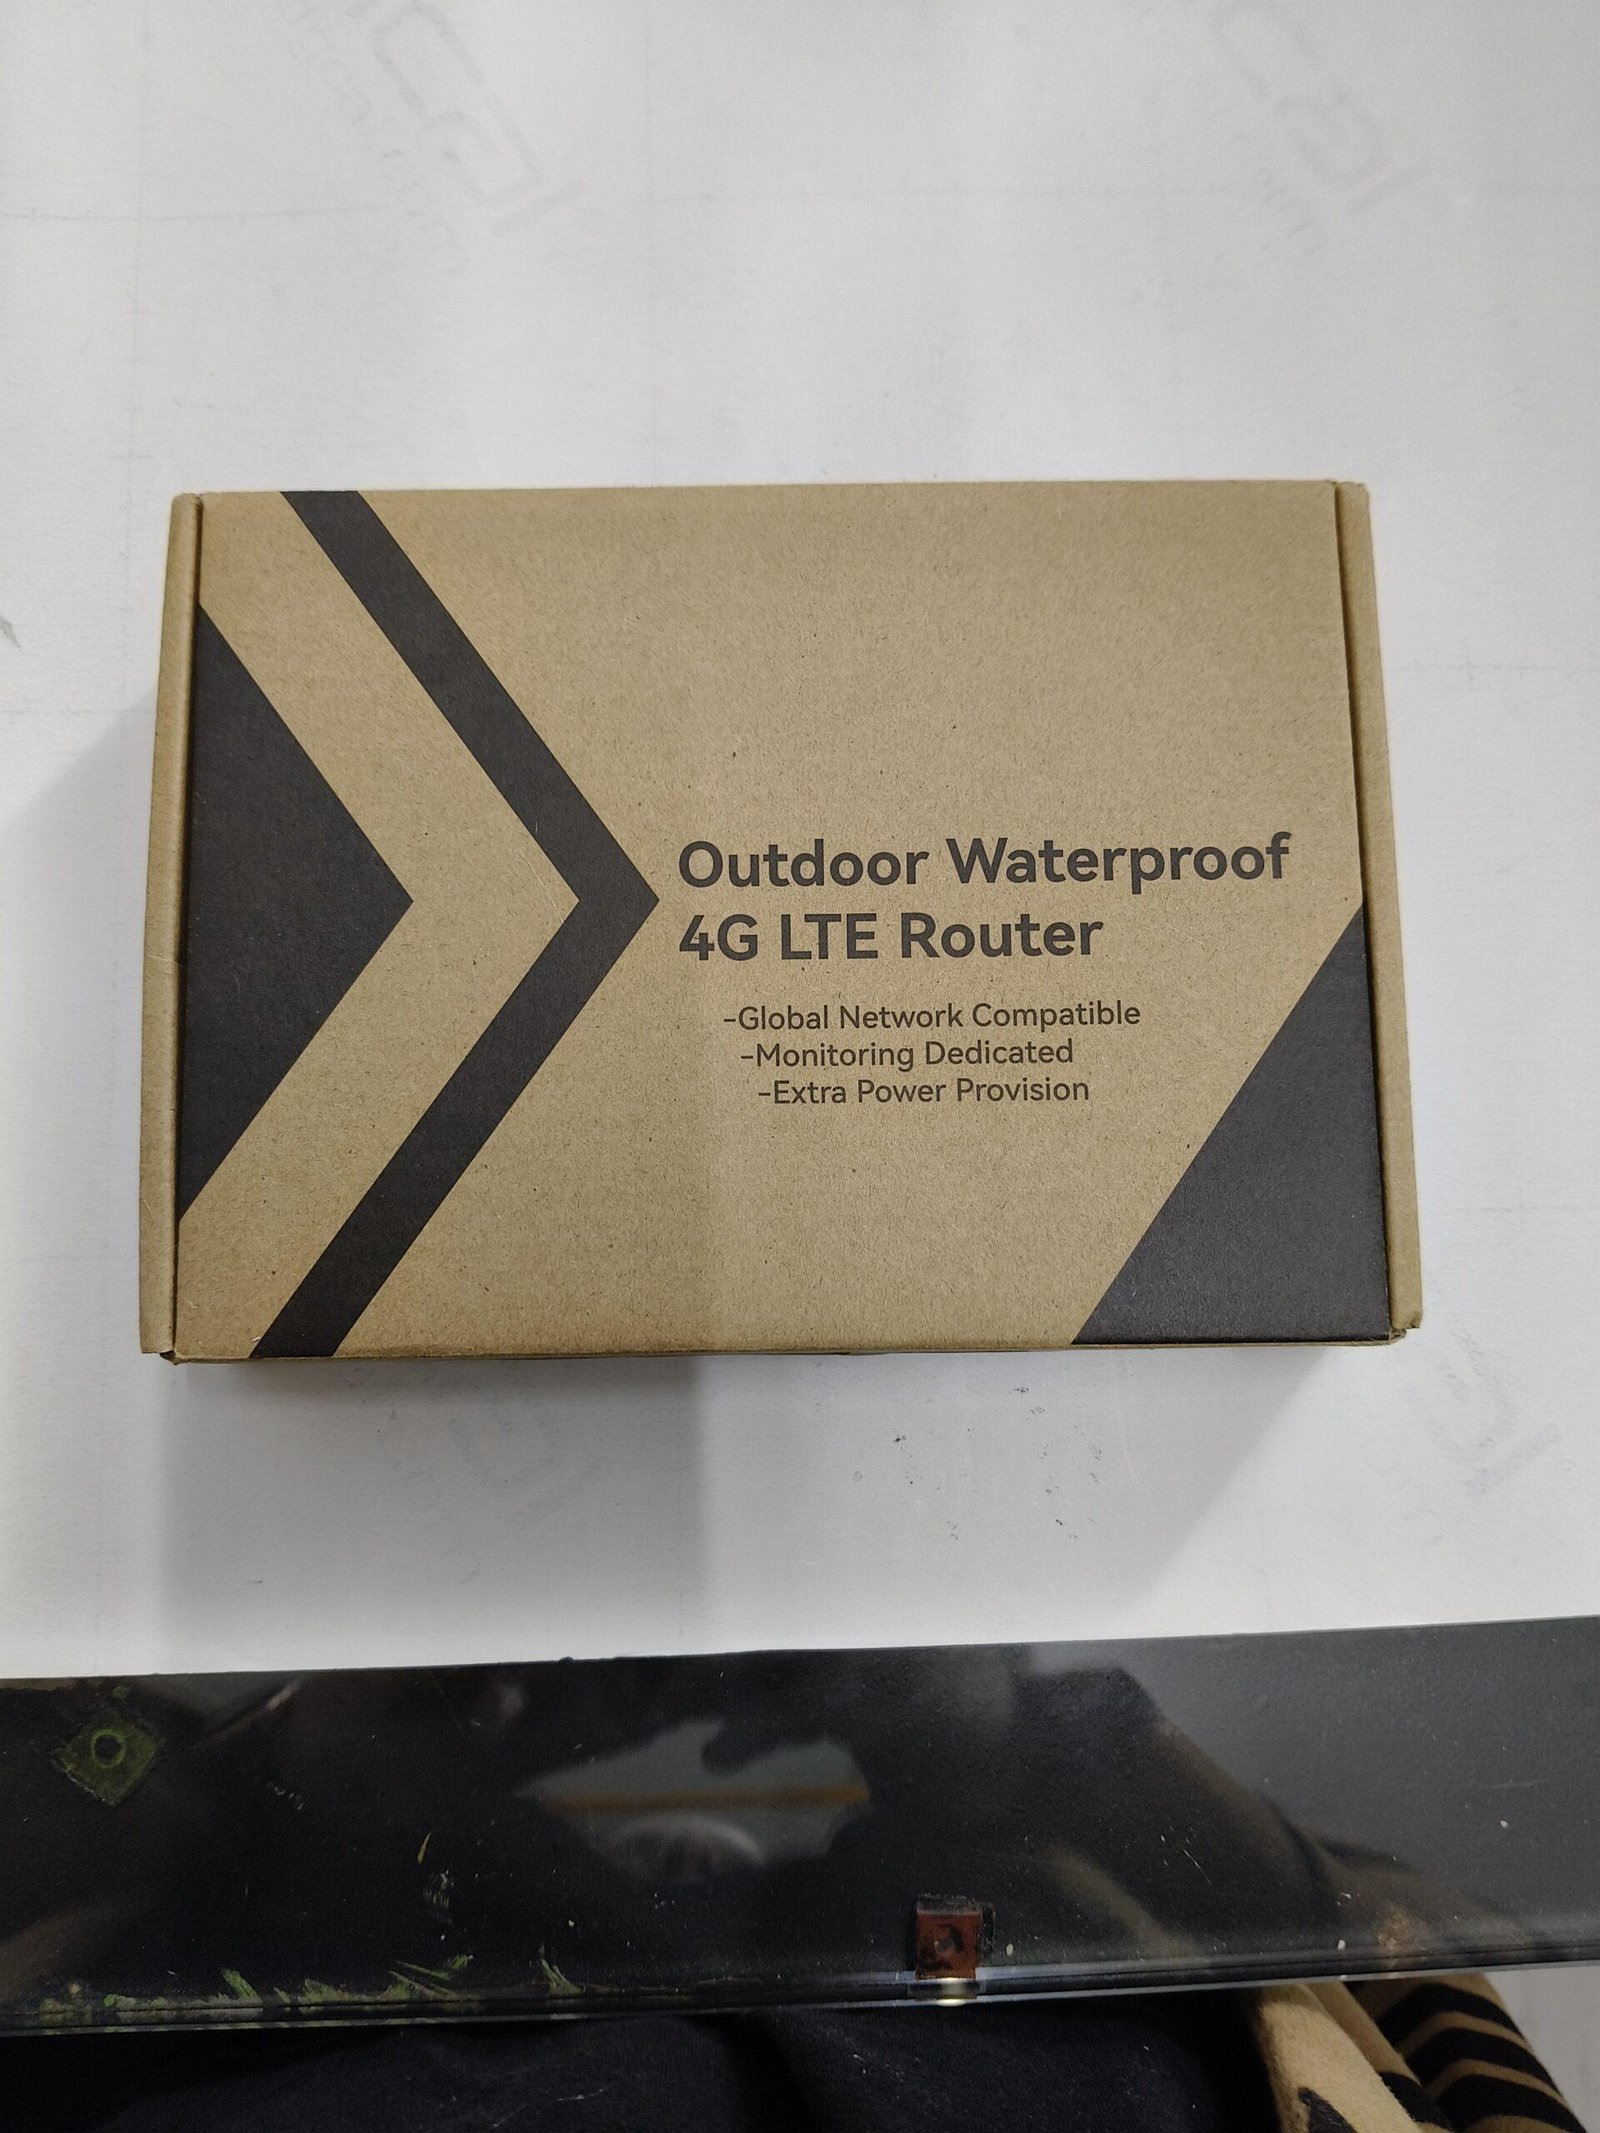 Outdoor Waterproof
4G LTE Router
-Global Network Compatible
-Monitoring Dedicated
-Extra Power Provision